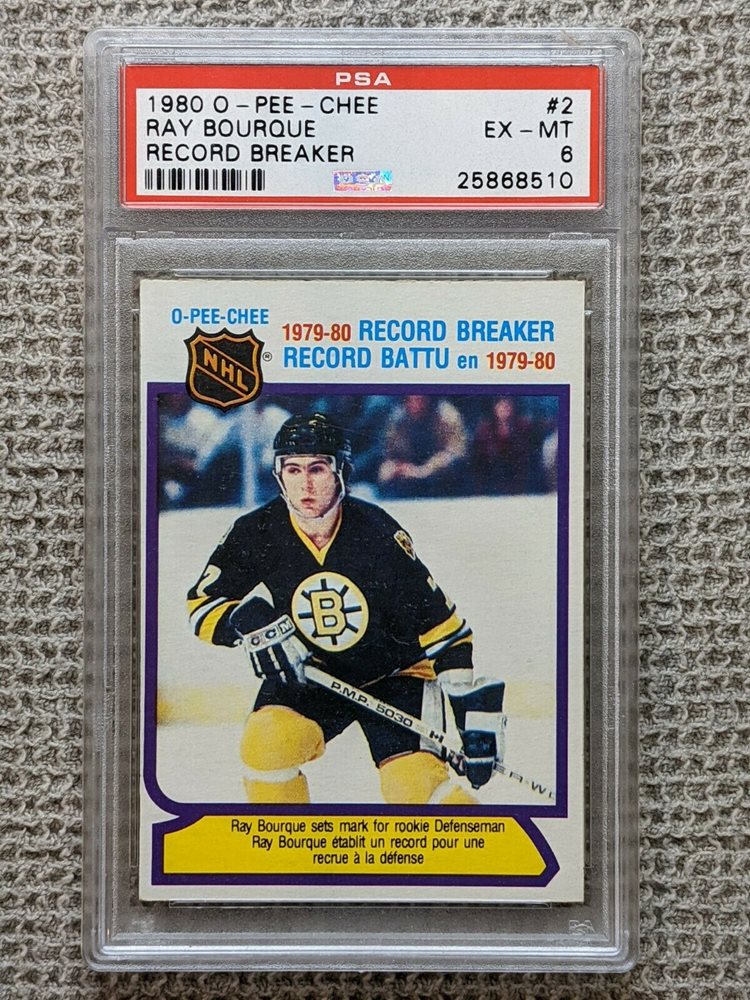 PSA
1980 O-PEE-CHEE #2
RAY BOURQUE EX-MT
RECORD BREAKER 6
25868510
O-PEE-CHEE
NHL ®
1979-80 RECORD BREAKER
RECORD BATTU en 1979-80
7
B
CCM
P.M.P. 5030
Ray Bourque sets mark for rookie Defenseman
Ray Bourque établit un record pour une
recrue à la défense